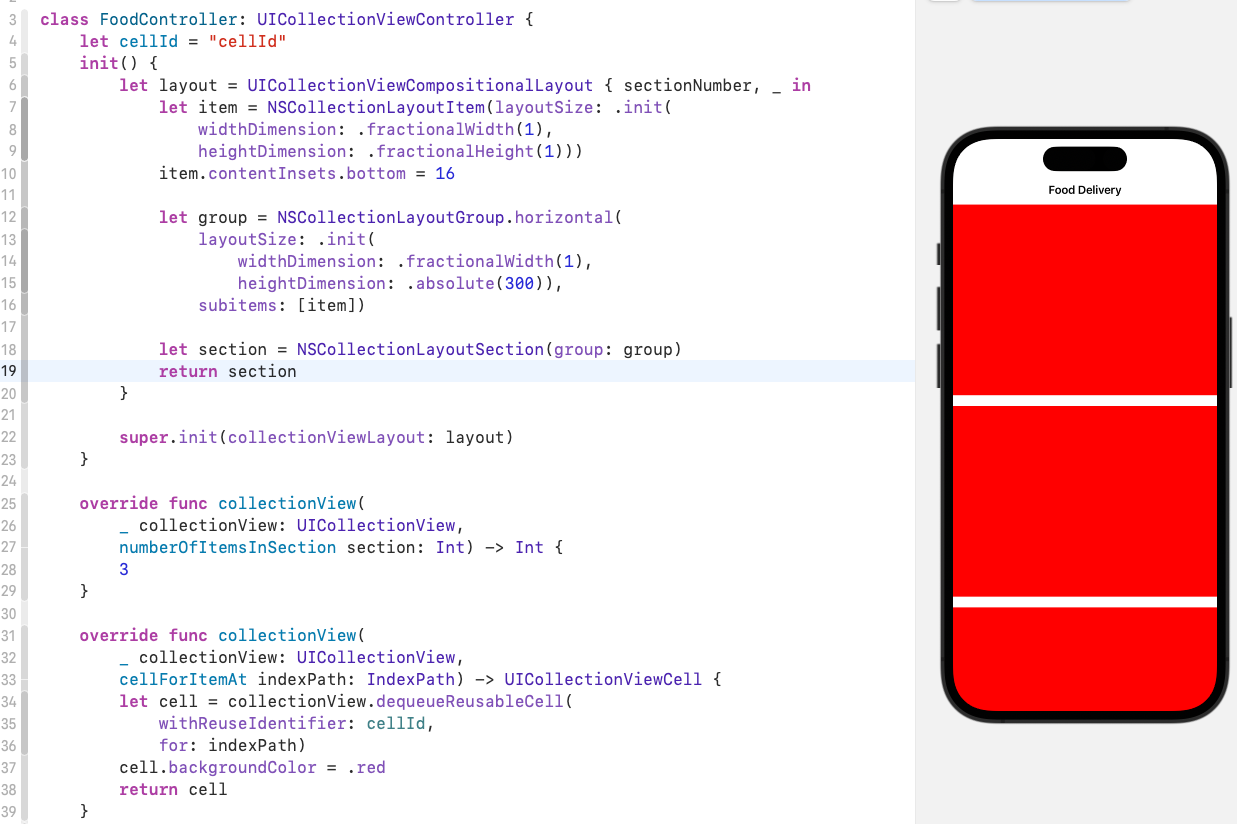 3 class FoodController: UICollectionViewController {
4 let cellId = "cellId"
5 init() {
6 let layout = UICollectionViewCompositionalLayout { sectionNumber, _ in
7 let item = NSCollectionLayoutItem(layoutSize: .init(
8 widthDimension: .fractionalWidth(1),
9 heightDimension: .fractionalHeight(1)))
10 item.contentInsets.bottom = 16
11
12 let group = NSCollectionLayoutGroup.horizontal(
13 layoutSize: .init(
14 widthDimension: .fractionalWidth(1),
15 heightDimension: .absolute(300)),
16 subitems: [item])
17
18 let section = NSCollectionLayoutSection(group: group)
19 return section
20 }
21
22 super.init(collectionViewLayout: layout)
23 }
24
25 override func collectionView(
26 _ collectionView: UICollectionView,
27 numberOfItemsInSection section: Int) -> Int {
28 3
29 }
30
31 override func collectionView(
32 _ collectionView: UICollectionView,
33 cellForItemAt indexPath: IndexPath) -> UICollectionViewCell {
34 let cell = collectionView.dequeueReusableCell(
35 withReuseIdentifier: cellId,
36 for: indexPath)
37 cell.backgroundColor = .red
38 return cell
39 }
Food Delivery